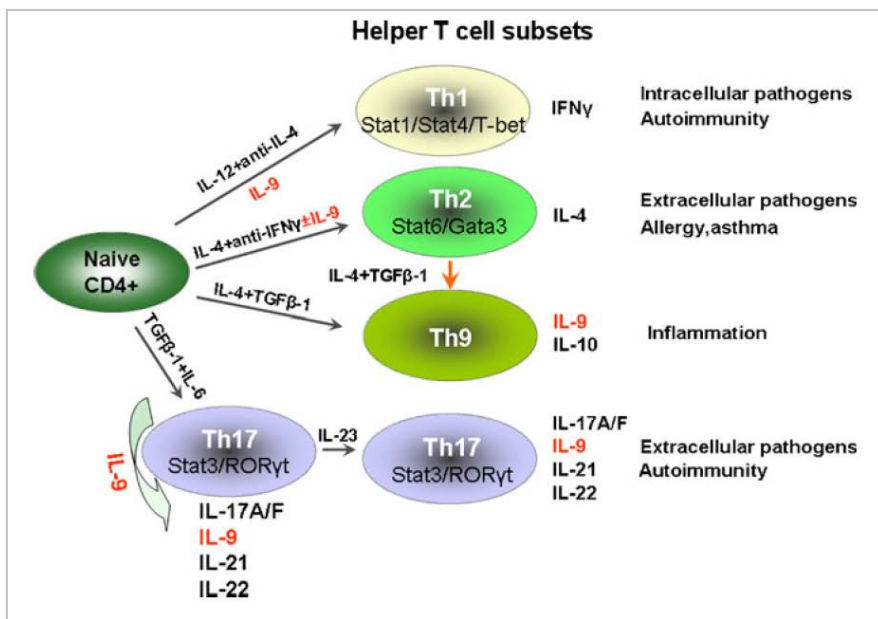 Helper T cell subsets
Th1
Stat1/Stat4/T-bet
IFNγ
Intracellular pathogens
Autoimmunity
IL-12+anti-IL-4
IL-9
Th2
Stat6/Gata3
IL-4
Extracellular pathogens
Allergy,asthma
IL-4+anti-IFNγ±IL-9
Naive
CD4+
IL-4+TGFβ-1
IL-4+TGFβ-1
Th9
IL-9
IL-10
Inflammation
TGFβ-1+IL-6
IL-9
Th17
Stat3/RORγt
IL-23
Th17
Stat3/RORγt
IL-17A/F
IL-9
IL-21
IL-22
Extracellular pathogens
Autoimmunity
IL-17A/F
IL-9
IL-21
IL-22